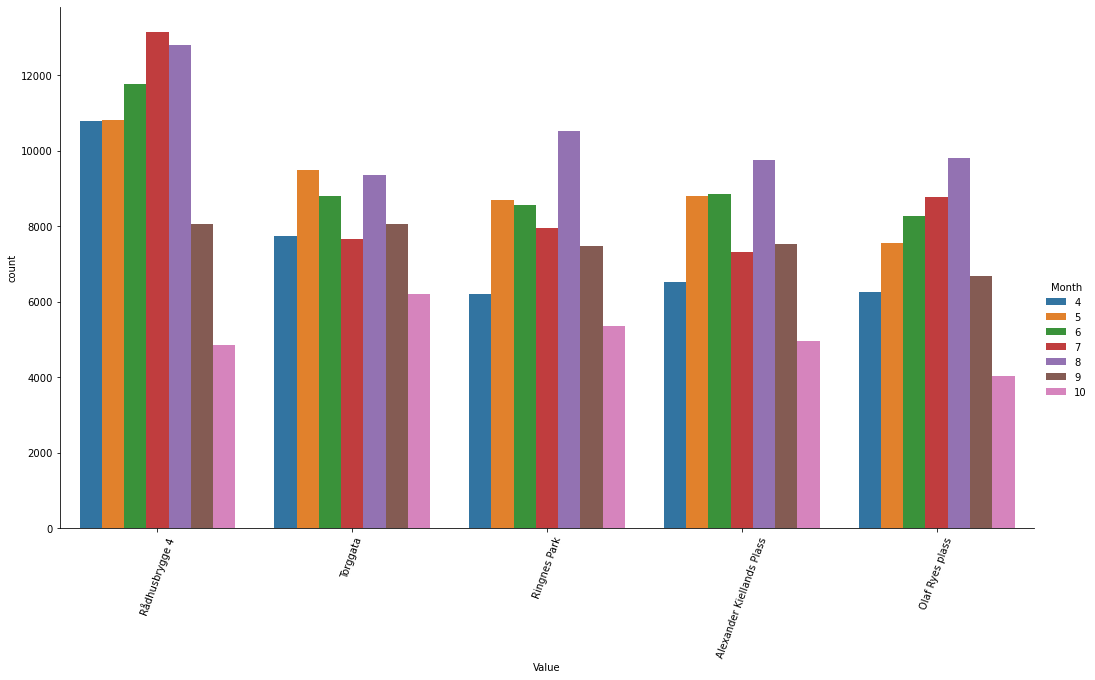 12000
10000
8000
6000
4000
2000
0
count
Rådhusbrygge 4
Torggata
Ringnes Park
Alexander Kiellands Plass
Olaf Ryes plass
Value
Month
4
5
6
7
8
9
10